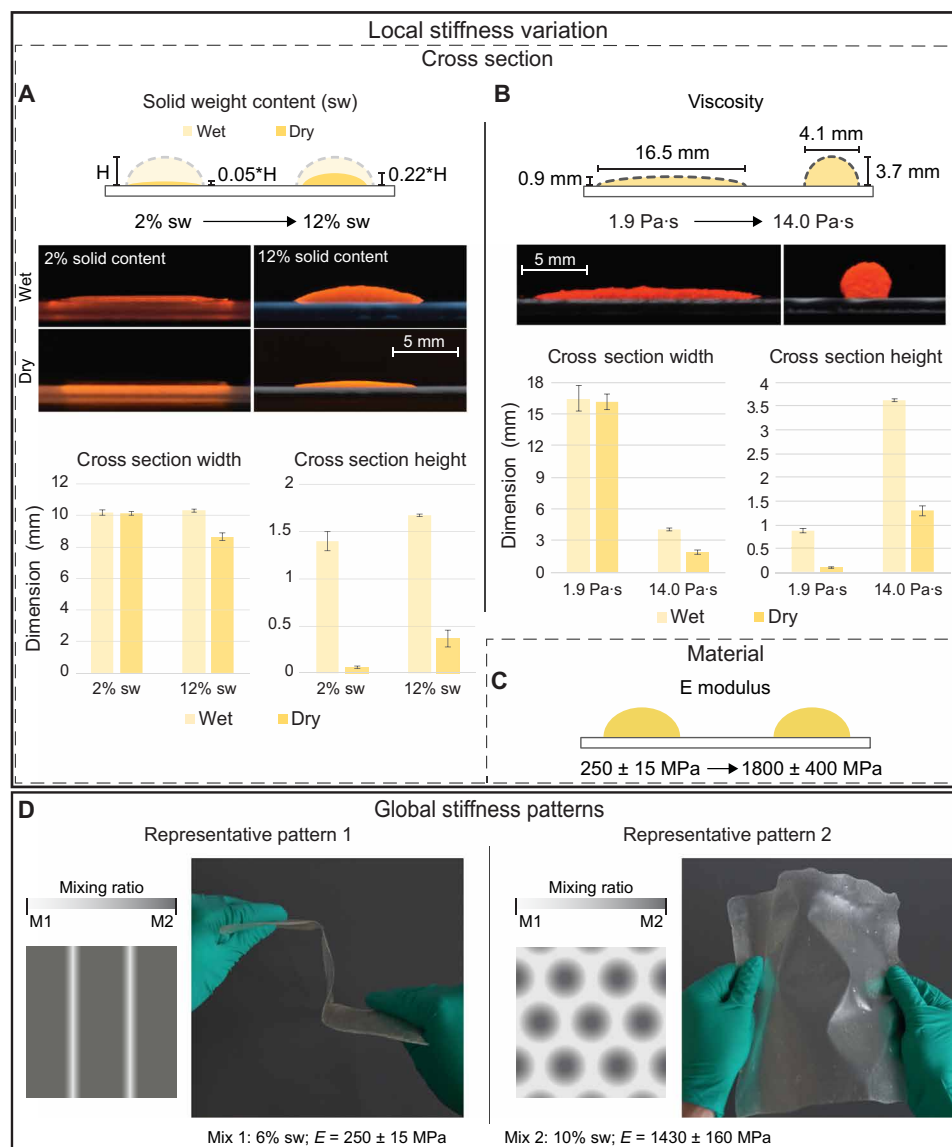 Local stiffness variation
Cross section
A
Solid weight content (sw)
Wet
Dry
H
0.05*H
0.22*H
2% sw
12% sw
Wet
2% solid content
12% solid content
Dry
5 mm
Cross section width
Cross section height
Dimension (mm)
12
10
8
6
4
2
0
2% sw
12% sw
2
1.5
1
0.5
0
2% sw
12% sw
Wet
Dry
B
Viscosity
16.5 mm
4.1 mm
0.9 mm
3.7 mm
1.9 Pa·s
14.0 Pa·s
5 mm
Cross section width
Cross section height
Dimension (mm)
18
15
12
9
6
3
0
1.9 Pa·s
14.0 Pa·s
4
3.5
3
2.5
2
1.5
1
0.5
0
1.9 Pa·s
14.0 Pa·s
Wet
Dry
Material
C
E modulus
250 ± 15 MPa
1800 ± 400 MPa
D
Global stiffness patterns
Representative pattern 1
Mixing ratio
M1
M2
Representative pattern 2
Mixing ratio
M1
M2
Mix 1: 6% sw; E = 250 ± 15 MPa
Mix 2: 10% sw; E = 1430 ± 160 MPa